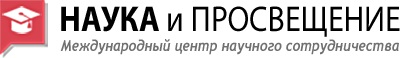 НАУКА и ПРОСВЕЩЕНИЕ
Международный центр научного сотрудничества